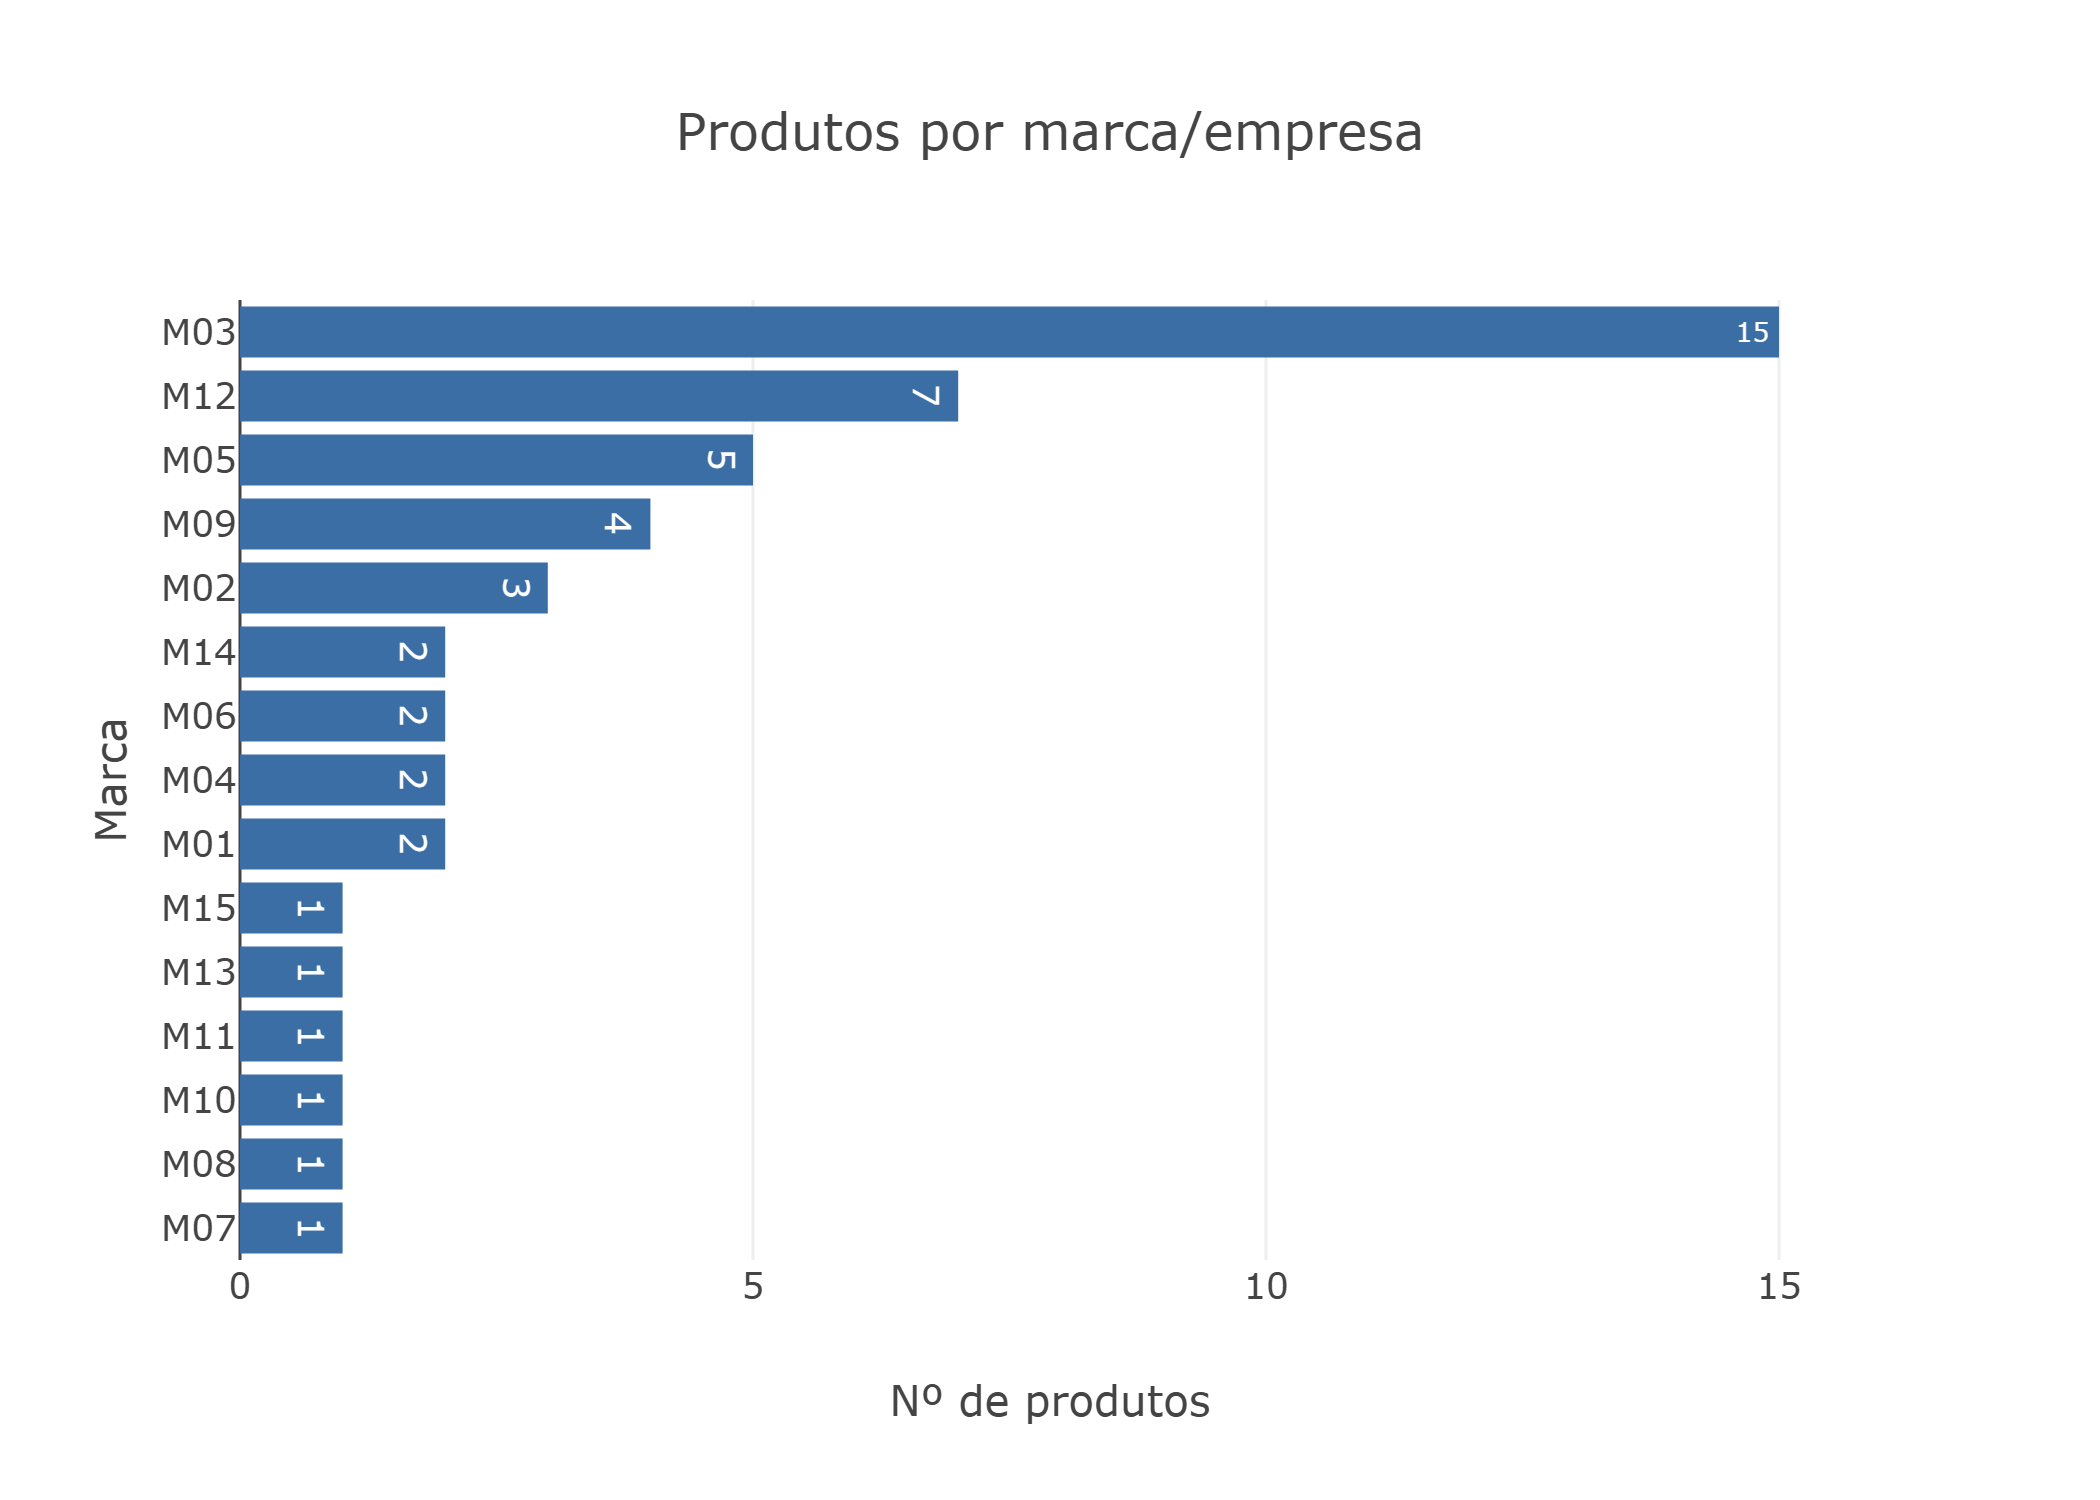 Produtos por marca/empresa
M03 15
M12 7
M05 5
M09 4
M02 3
M14 2
M06 2
M04 2
M01 2
M15 1
M13 1
M11 1
M10 1
M08 1
M07 1
0 5 10 15
Nº de produtos
Marca